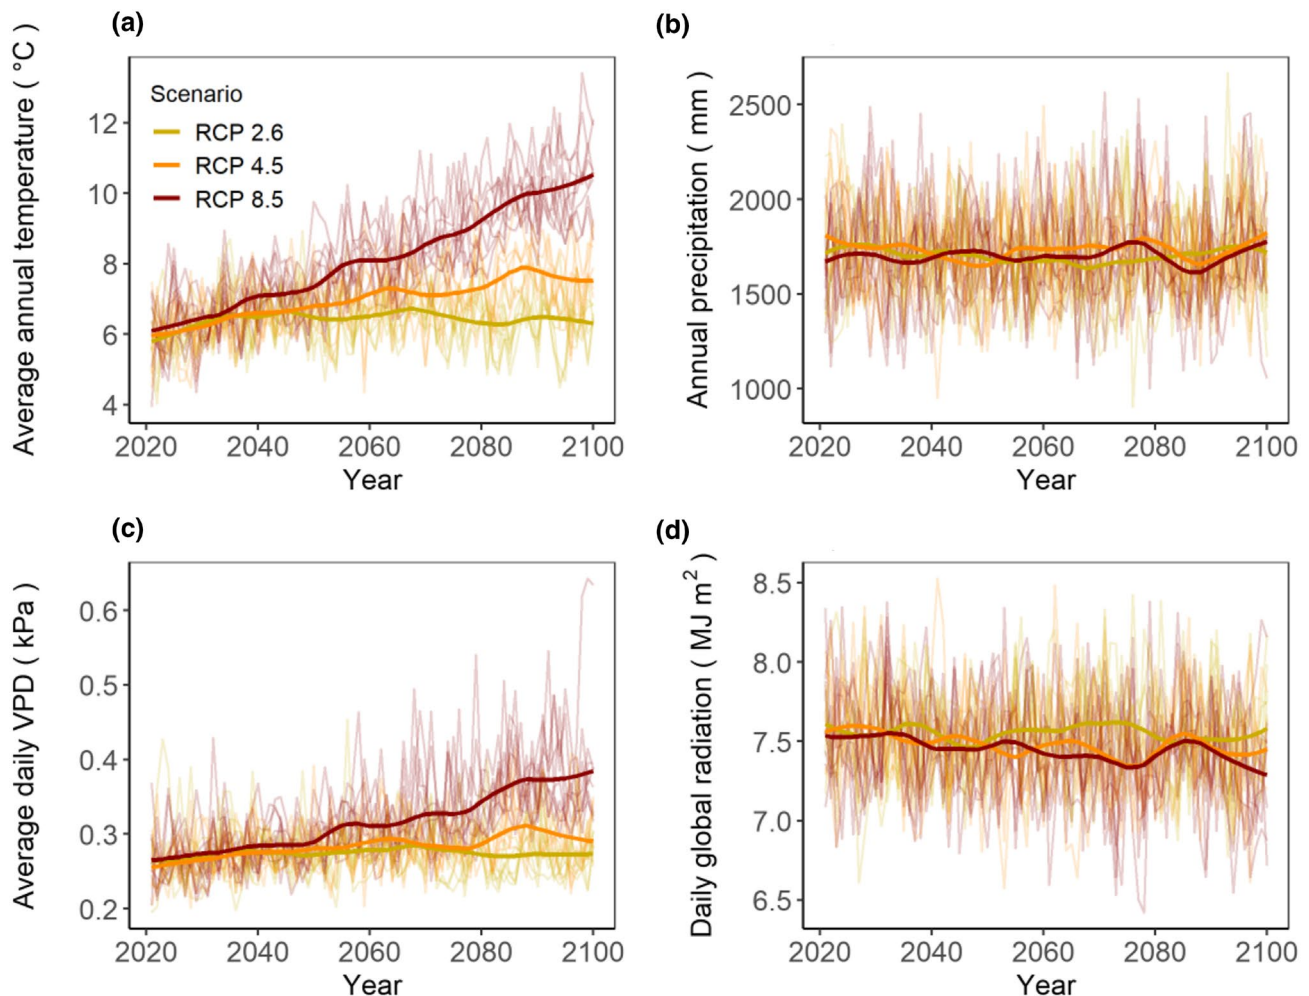 (a)
Average annual temperature ( °C )
Scenario
RCP 2.6
RCP 4.5
RCP 8.5
12
10
8
6
4
2020 2040 2060 2080 2100
Year
(b)
Annual precipitation ( mm )
2500
2000
1500
1000
2020 2040 2060 2080 2100
Year
(c)
Average daily VPD ( kPa )
0.6
0.5
0.4
0.3
0.2
2020 2040 2060 2080 2100
Year
(d)
Daily global radiation ( MJ m² )
8.5
8.0
7.5
7.0
6.5
2020 2040 2060 2080 2100
Year